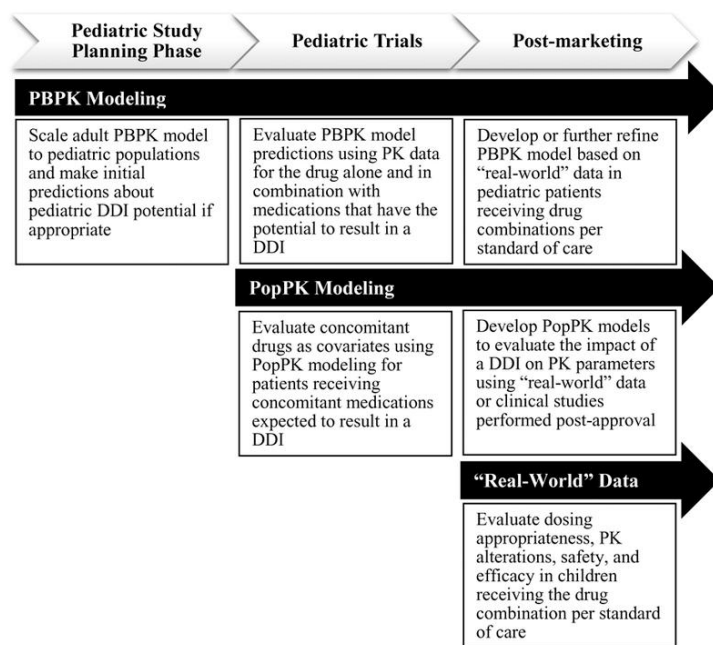 Pediatric Study
Planning Phase
Pediatric Trials
Post-marketing
PBPK Modeling
Scale adult PBPK model
to pediatric populations
and make initial
predictions about
pediatric DDI potential if
appropriate
Evaluate PBPK model
predictions using PK data
for the drug alone and in
combination with
medications that have the
potential to result in a
DDI
Develop or further refine
PBPK model based on
“real-world” data in
pediatric patients
receiving drug
combinations per
standard of care
PopPK Modeling
Evaluate concomitant
drugs as covariates using
PopPK modeling for
patients receiving
concomitant medications
expected to result in a
DDI
Develop PopPK models
to evaluate the impact of
a DDI on PK parameters
using “real-world” data
or clinical studies
performed post-approval
“Real-World” Data
Evaluate dosing
appropriateness, PK
alterations, safety, and
efficacy in children
receiving the drug
combination per standard
of care